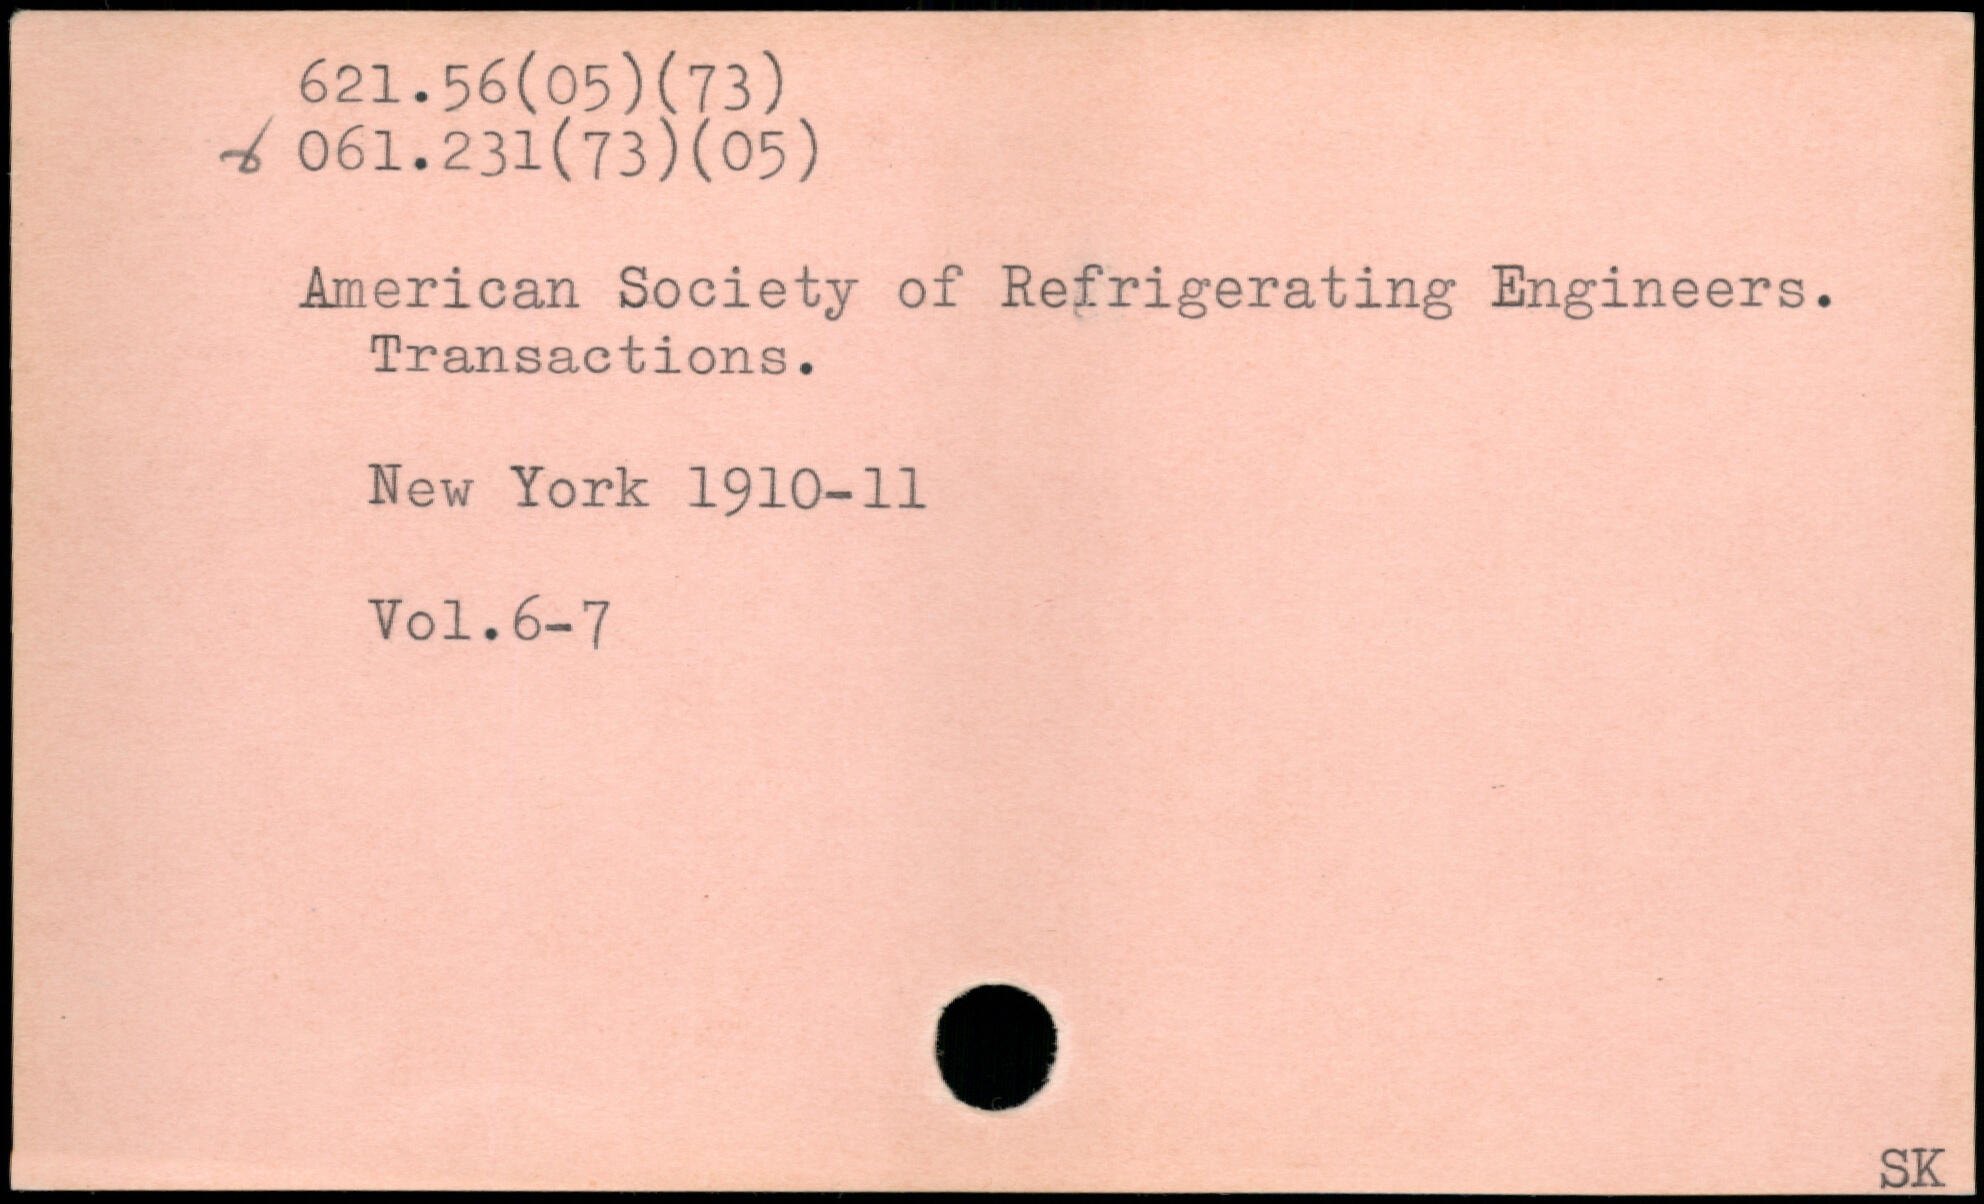 621.56(05)(73)
061.231(73)(05)
American Society of Refrigerating Engineers.
Transactions.
New York 1910-11
Vol.6-7
SK